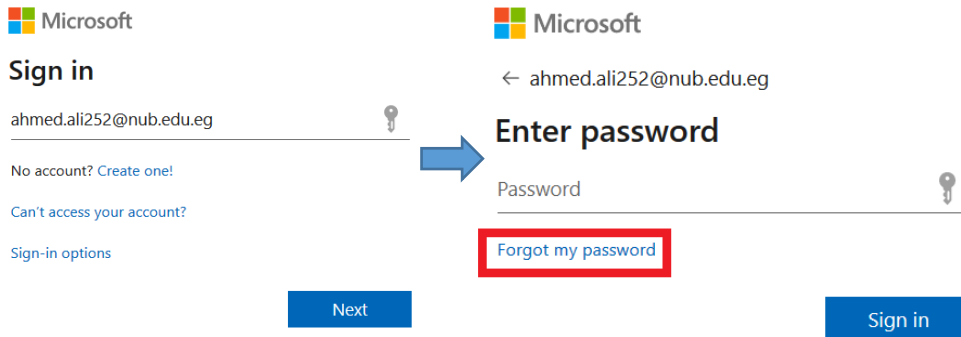 Microsoft
Sign in
ahmed.ali252@nub.edu.eg
No account? Create one!
Can't access your account?
Sign-in options
Next
Microsoft
← ahmed.ali252@nub.edu.eg
Enter password
Password
Forgot my password
Sign in